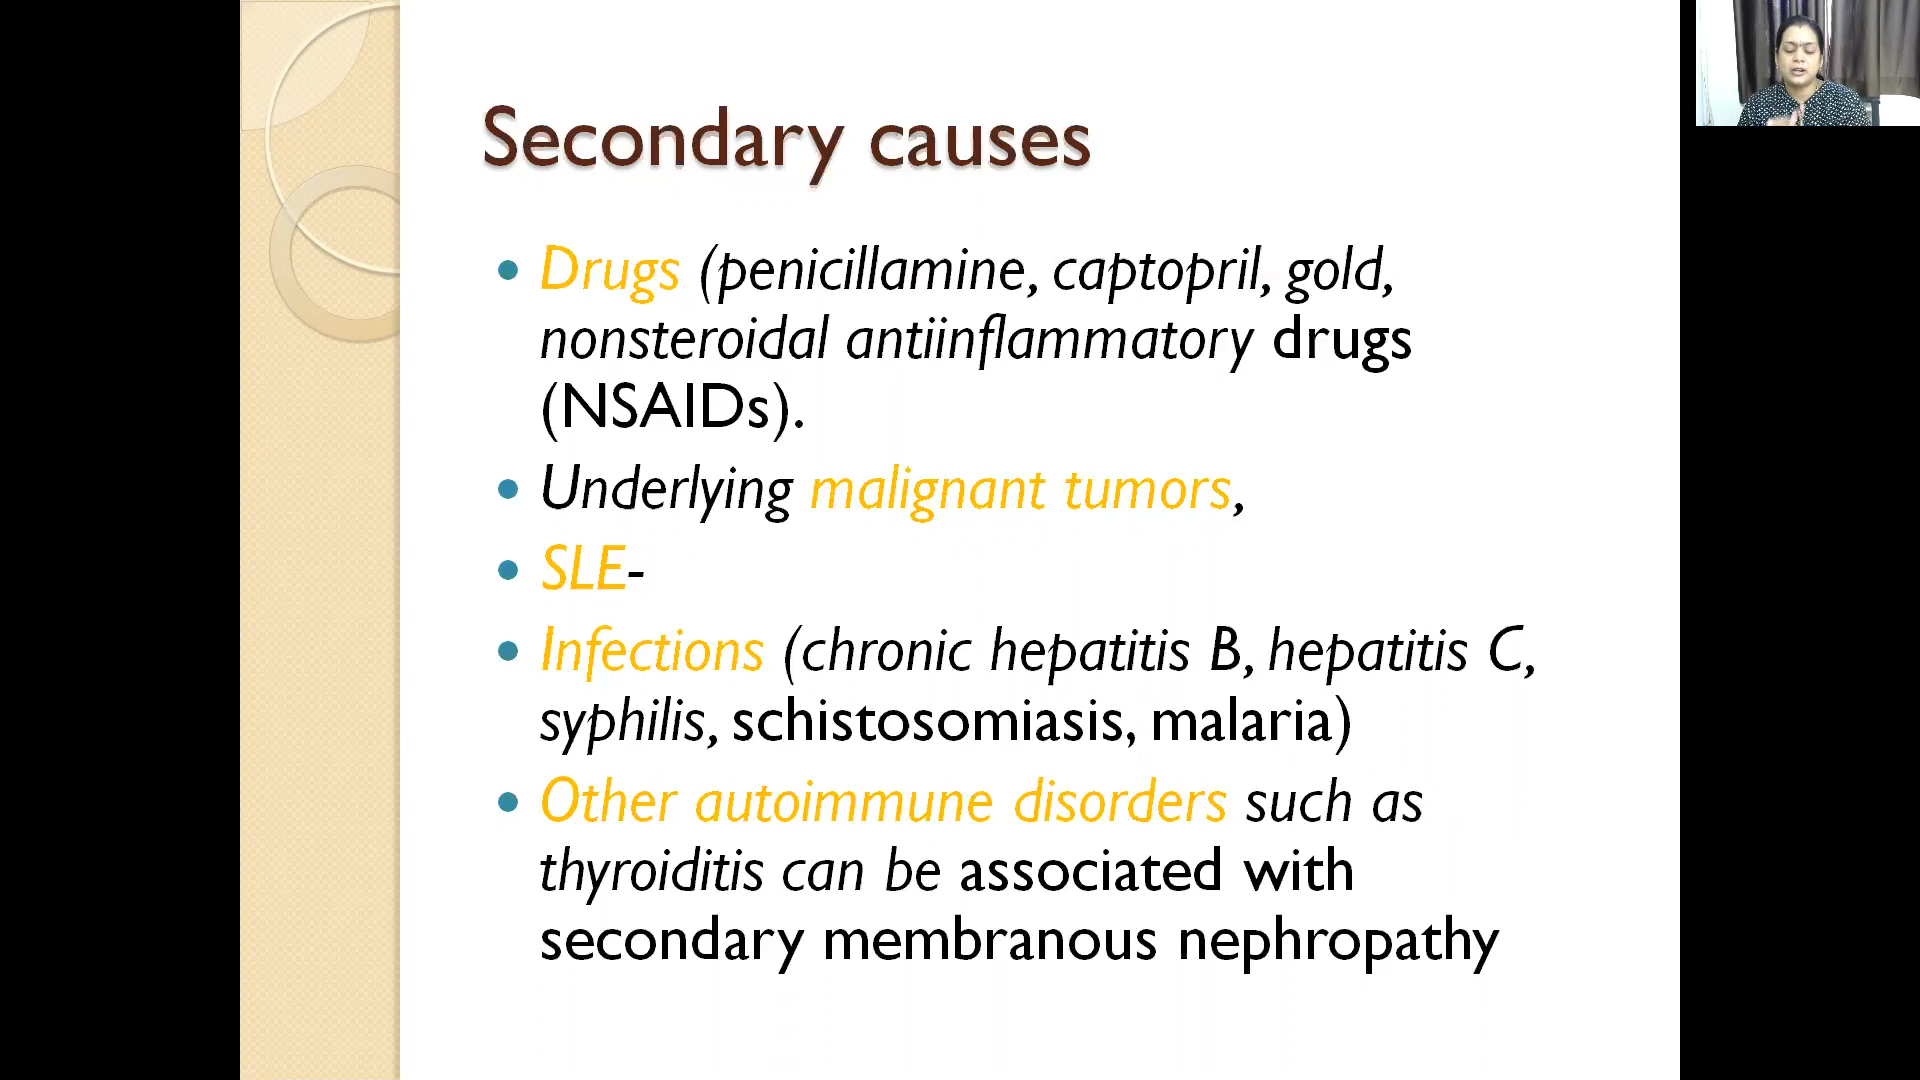 Secondary causes
• Drugs (penicillamine, captopril, gold,
nonsteroidal antiinflammatory drugs
(NSAIDs).
• Underlying malignant tumors,
• SLE-
• Infections (chronic hepatitis B, hepatitis C,
syphilis, schistosomiasis, malaria)
• Other autoimmune disorders such as
thyroiditis can be associated with
secondary membranous nephropathy